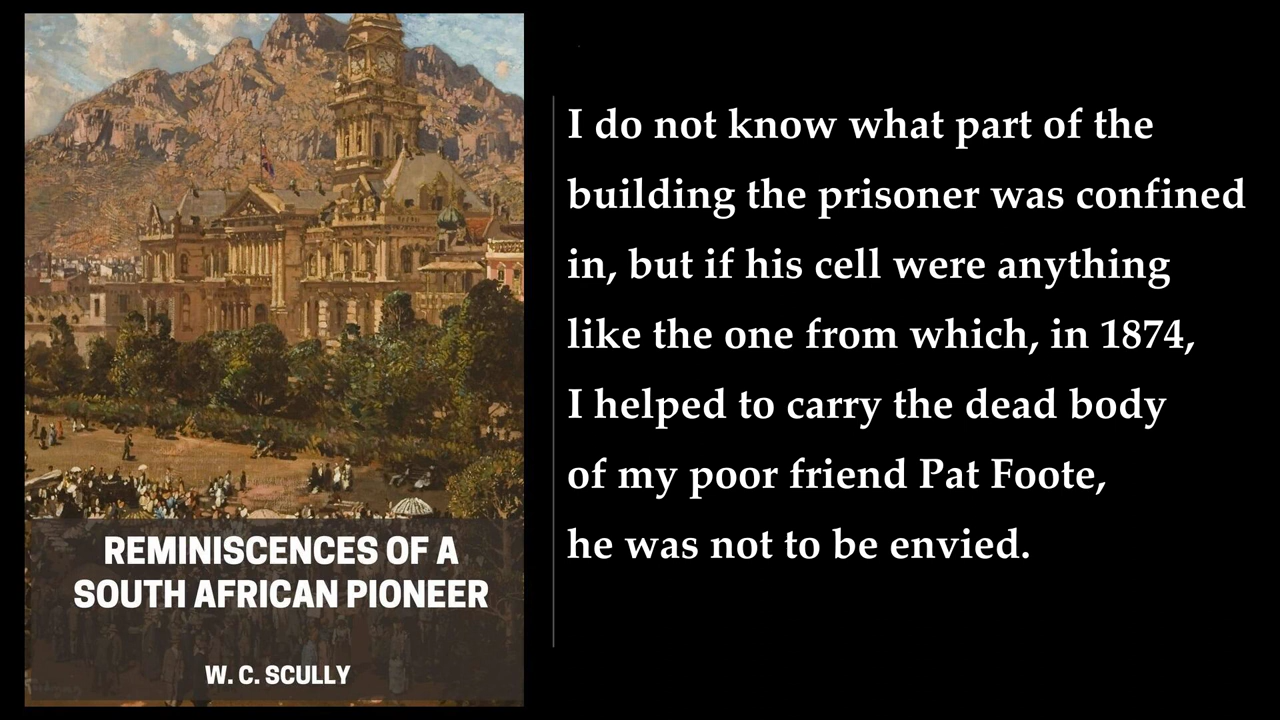 REMINISCENCES OF A
SOUTH AFRICAN PIONEER
W. C. SCULLY
I do not know what part of the
building the prisoner was confined
in, but if his cell were anything
like the one from which, in 1874,
I helped to carry the dead body
of my poor friend Pat Foote,
he was not to be envied.